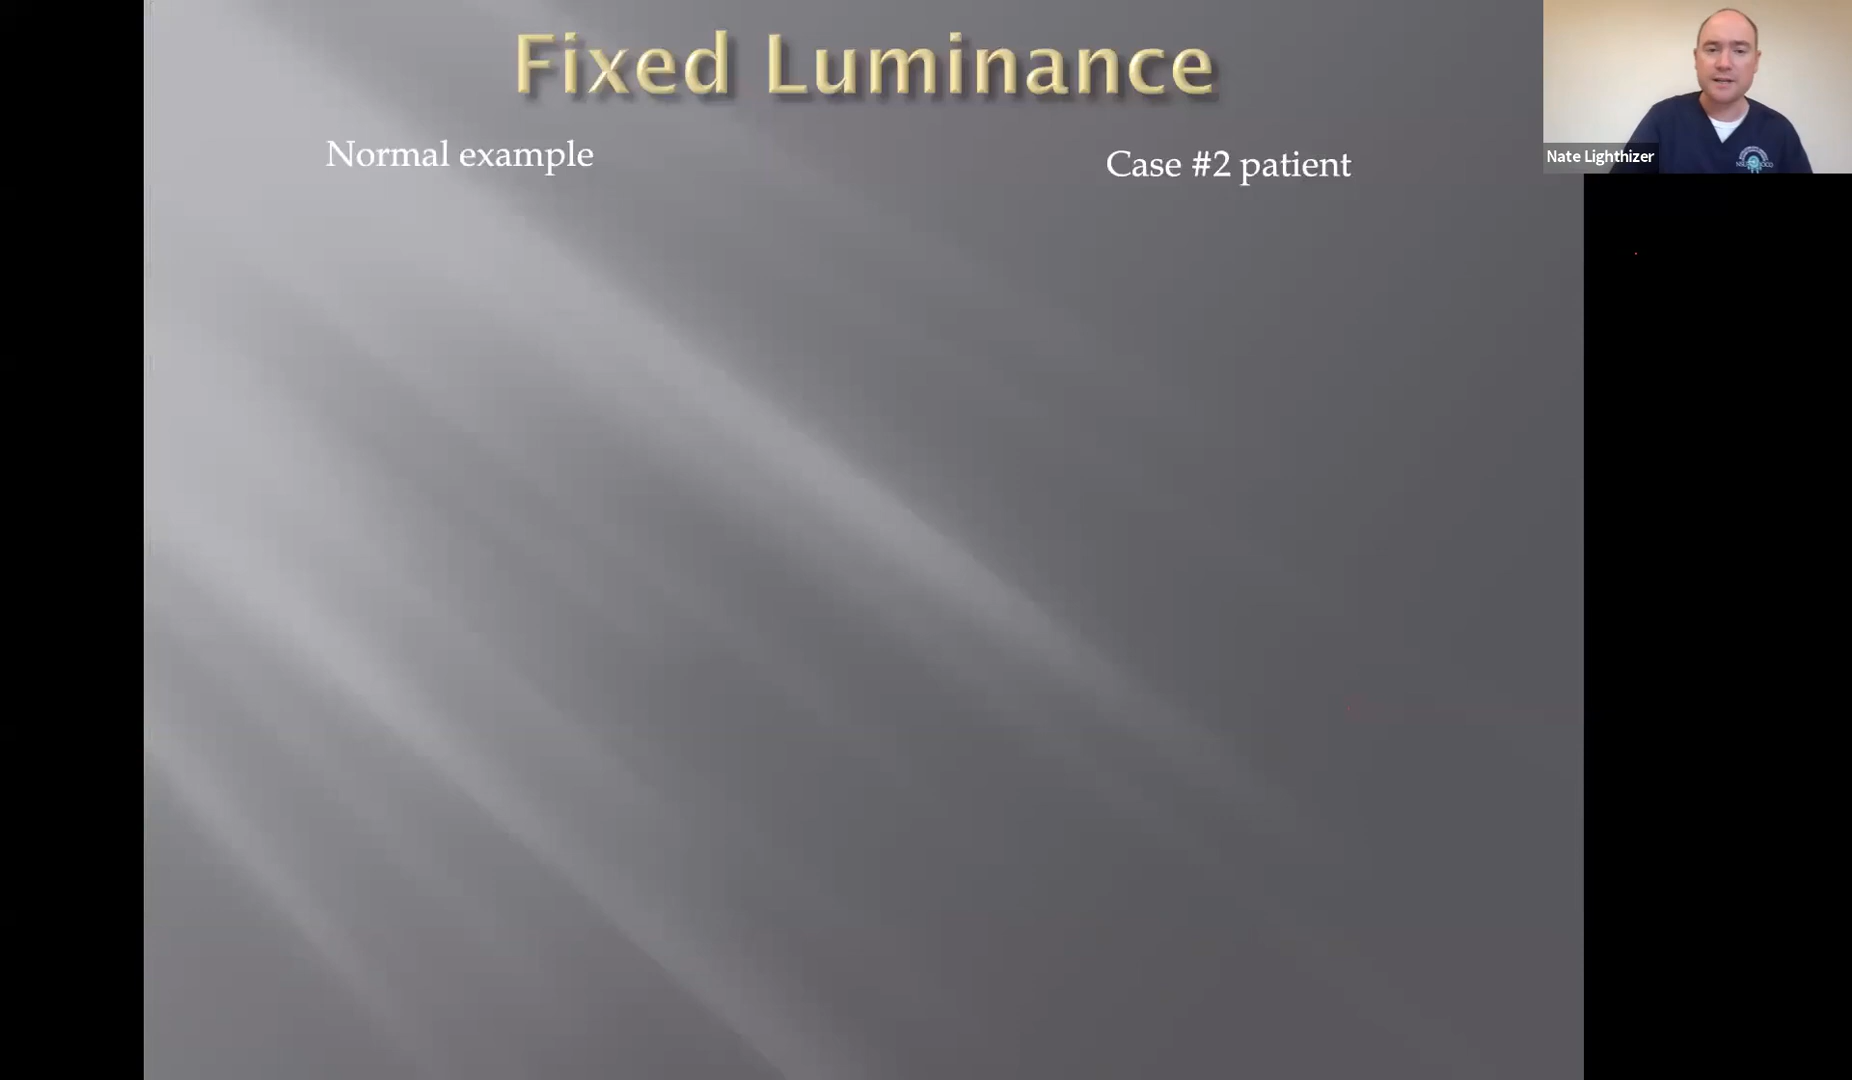 Fixed Luminance
Normal example
Case #2 patient
Nate Lighthizer